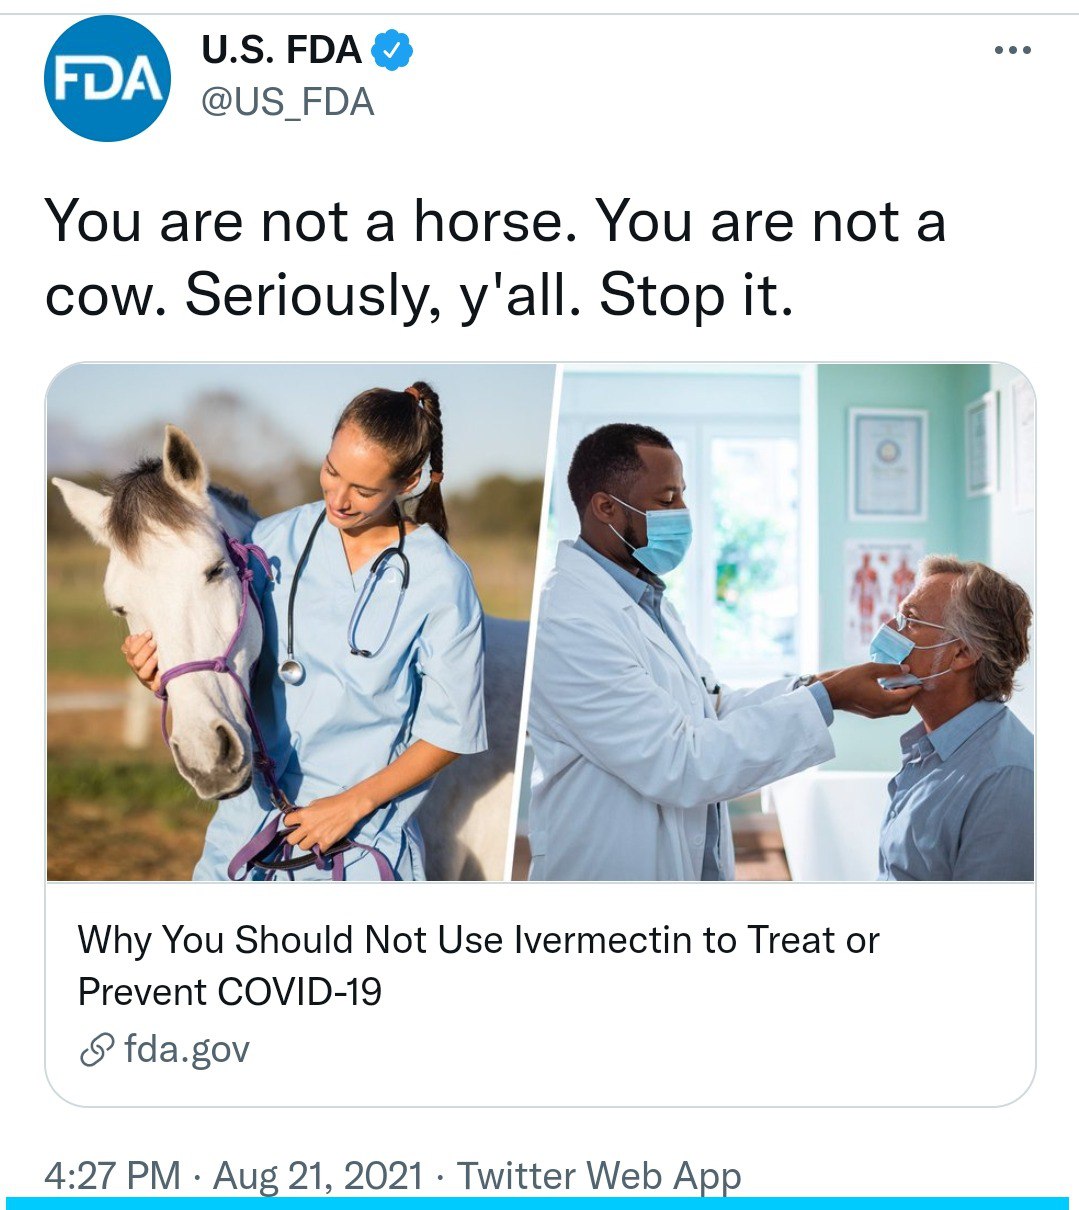 FDA
U.S. FDA
@US_FDA
You are not a horse. You are not a
cow. Seriously, y'all. Stop it.
Why You Should Not Use Ivermectin to Treat or
Prevent COVID-19
fda.gov
4:27 PM · Aug 21, 2021 · Twitter Web App